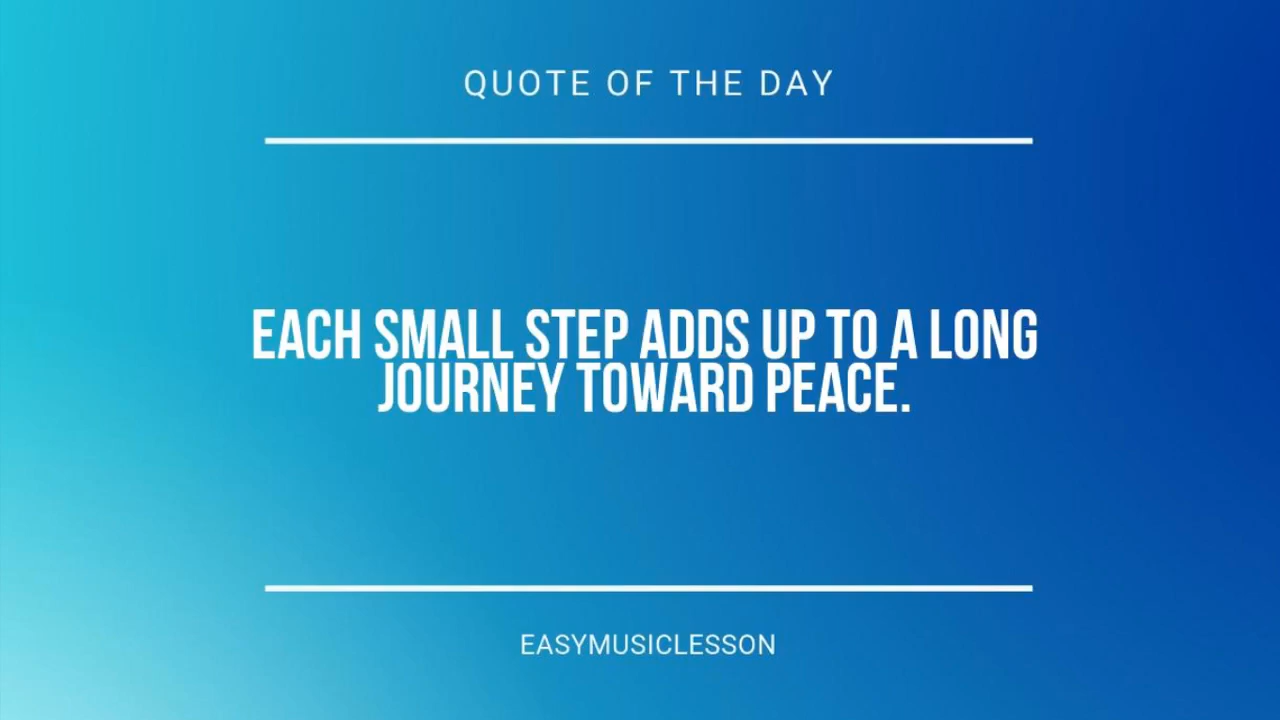 QUOTE OF THE DAY
EACH SMALL STEP ADDS UP TO A LONG
JOURNEY TOWARD PEACE.
EASYMUSICLESSON